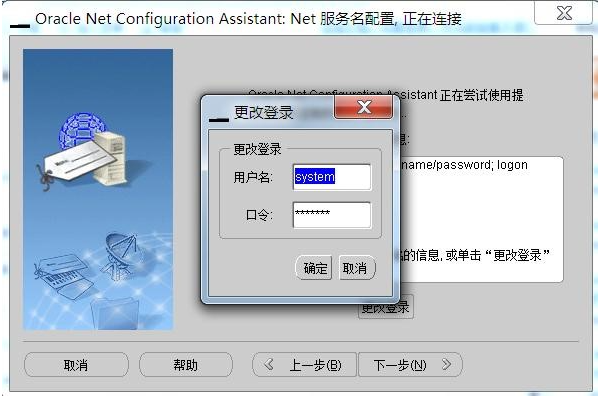 Oracle Net Configuration Assistant: Net 服务名配置, 正在连接
Oracle Net Configuration Assistant 正在尝试使用提
更改登录
息:
更改登录
name/password; logon
用户名: system
口令: *******
的信息, 或单击“更改登录”
确定 取消
更改登录
取消 帮助 上一步(B) 下一步(N)